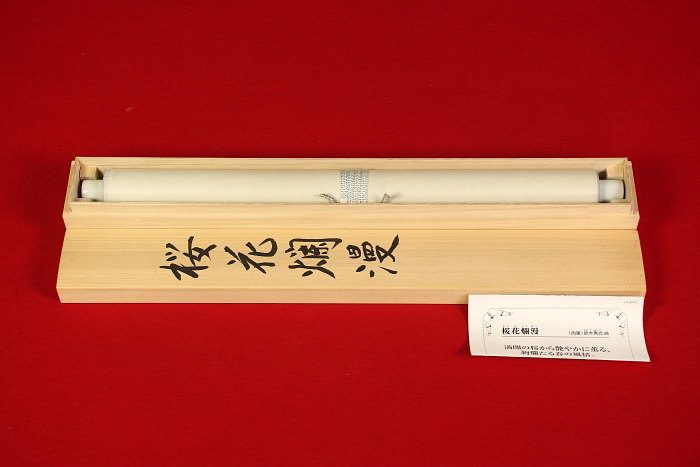 桜花爛漫
桜花爛漫
満開の桜から艶やかに薫る。
絢爛たる春の風情。